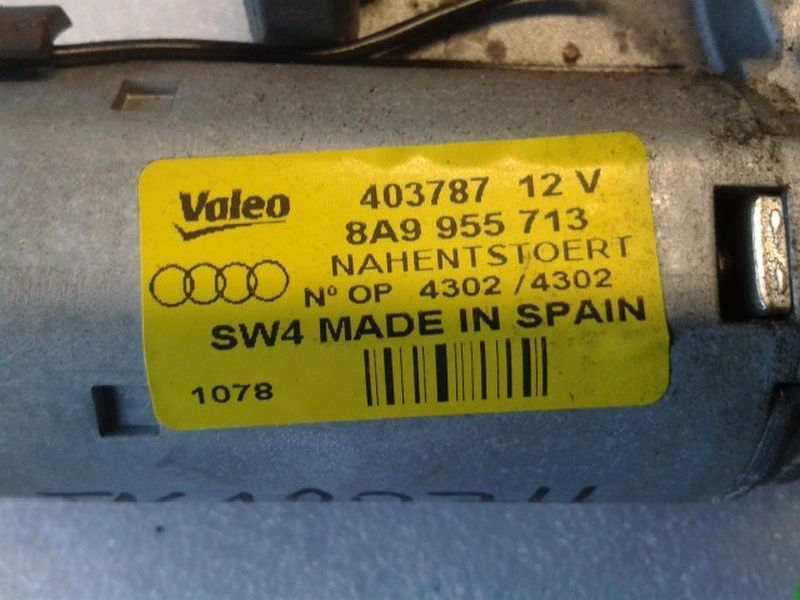 Valeo
403787 12 V
8A9 955 713
NAHENTSTOERT
Nº OP 4302 / 4302
SW4 MADE IN SPAIN
1078